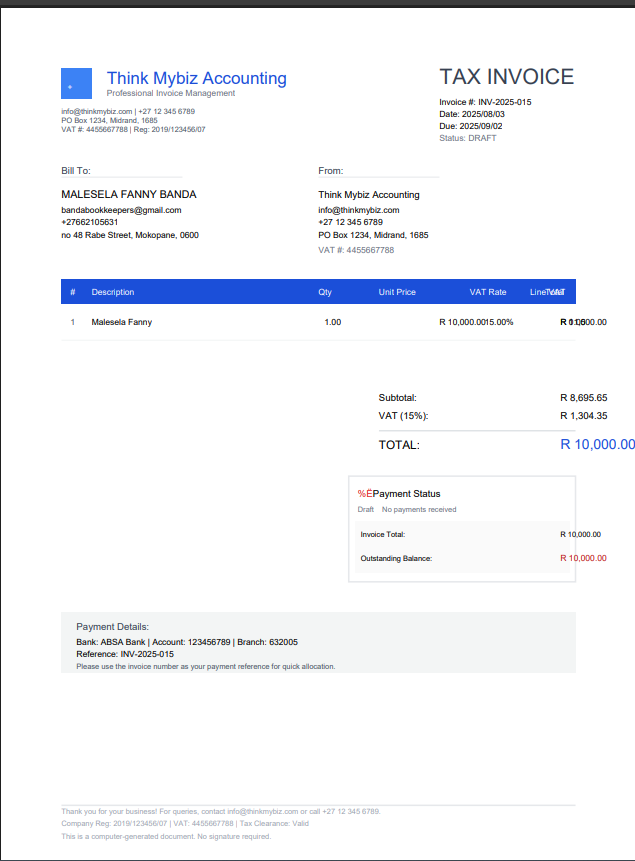 Think Mybiz Accounting
Professional Invoice Management
info@thinkmybiz.com | +27 12 345 6789
PO Box 1234, Midrand, 1685
VAT #: 4455667788 | Reg: 2019/123456/07
TAX INVOICE
Invoice #: INV-2025-015
Date: 2025/08/03
Due: 2025/09/02
Status: DRAFT
Bill To:
MALESELA FANNY BANDA
bandabookkeepers@gmail.com
+27662105631
no 48 Rabe Street, Mokopane, 0600
From:
Think Mybiz Accounting
info@thinkmybiz.com
+27 12 345 6789
PO Box 1234, Midrand, 1685
VAT #: 4455667788
# Description Qty Unit Price VAT Rate Line
1 Malesela Fanny 1.00 R 10,000.00 15.00%
Subtotal: R 8,695.65
VAT (15%): R 1,304.35
TOTAL: R 10,000.00
%Ë Payment Status
Draft No payments received
Invoice Total: R 10,000.00
Outstanding Balance: R 10,000.00
Payment Details:
Bank: ABSA Bank | Account: 123456789 | Branch: 632005
Reference: INV-2025-015
Please use the invoice number as your payment reference for quick allocation.
Thank you for your business! For queries, contact info@thinkmybiz.com or call +27 12 345 6789.
Company Reg: 2019/123456/07 | VAT: 4455667788 | Tax Clearance: Valid
This is a computer-generated document. No signature required.